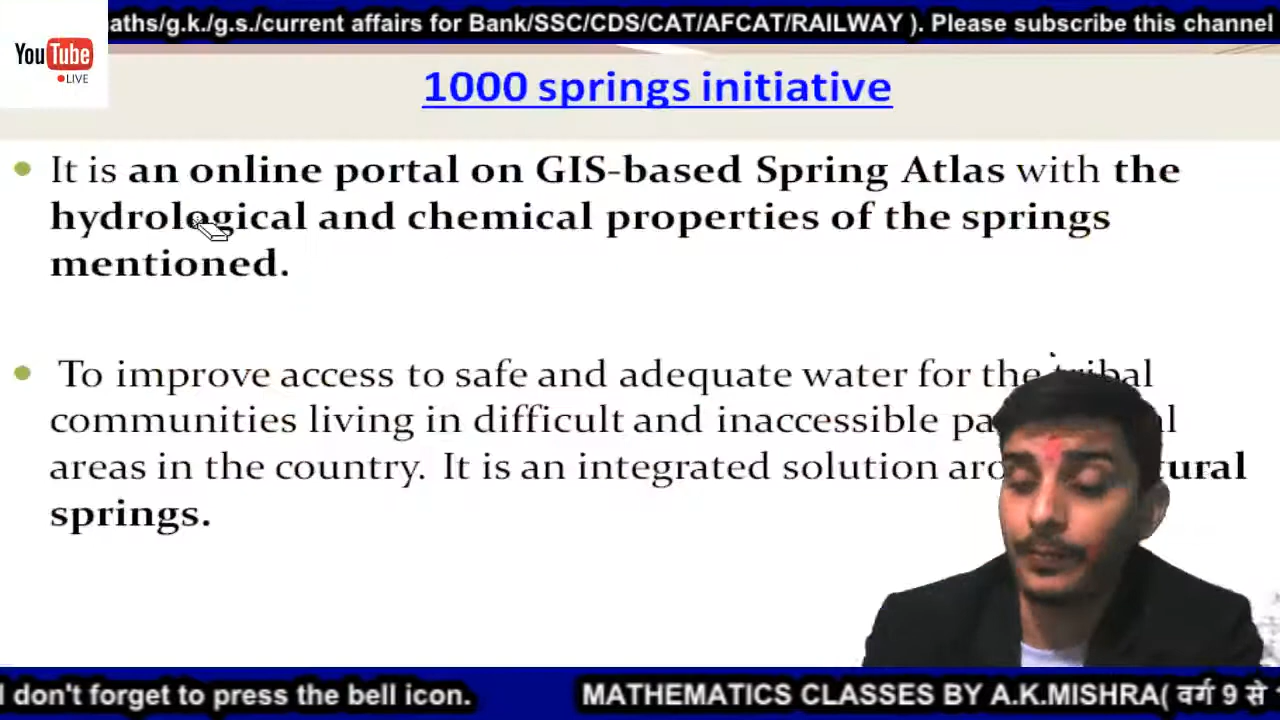 aths/g.k./g.s./current affairs for Bank/SSC/CDS/CAT/AFCAT/RAILWAY ). Please subscribe this channel
YouTube
LIVE
1000 springs initiative
It is an online portal on GIS-based Spring Atlas with the
hydrological and chemical properties of the springs
mentioned.
To improve access to safe and adequate water for the tribal
communities living in difficult and inaccessible
areas in the country. It is an integrated solution
springs.
don't forget to press the bell icon.
MATHEMATICS CLASSES BY A.K.MISHRA( वर्ग 9 से